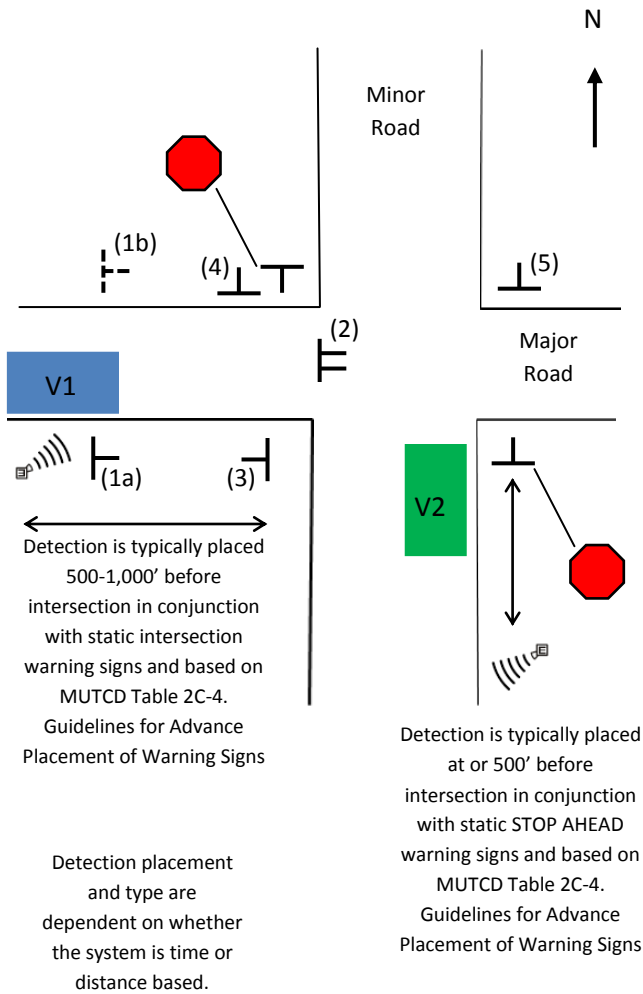 N
Minor
Road
(1b)
(4)
(5)
(2)
Major
Road
V1
(1a)
(3)
V2
Detection is typically placed
500-1,000’ before
intersection in conjunction
with static intersection
warning signs and based on
MUTCD Table 2C-4.
Guidelines for Advance
Placement of Warning Signs
Detection is typically placed
at or 500’ before
intersection in conjunction
with static STOP AHEAD
warning signs and based on
MUTCD Table 2C-4.
Guidelines for Advance
Placement of Warning Signs
Detection placement
and type are
dependent on whether
the system is time or
distance based.